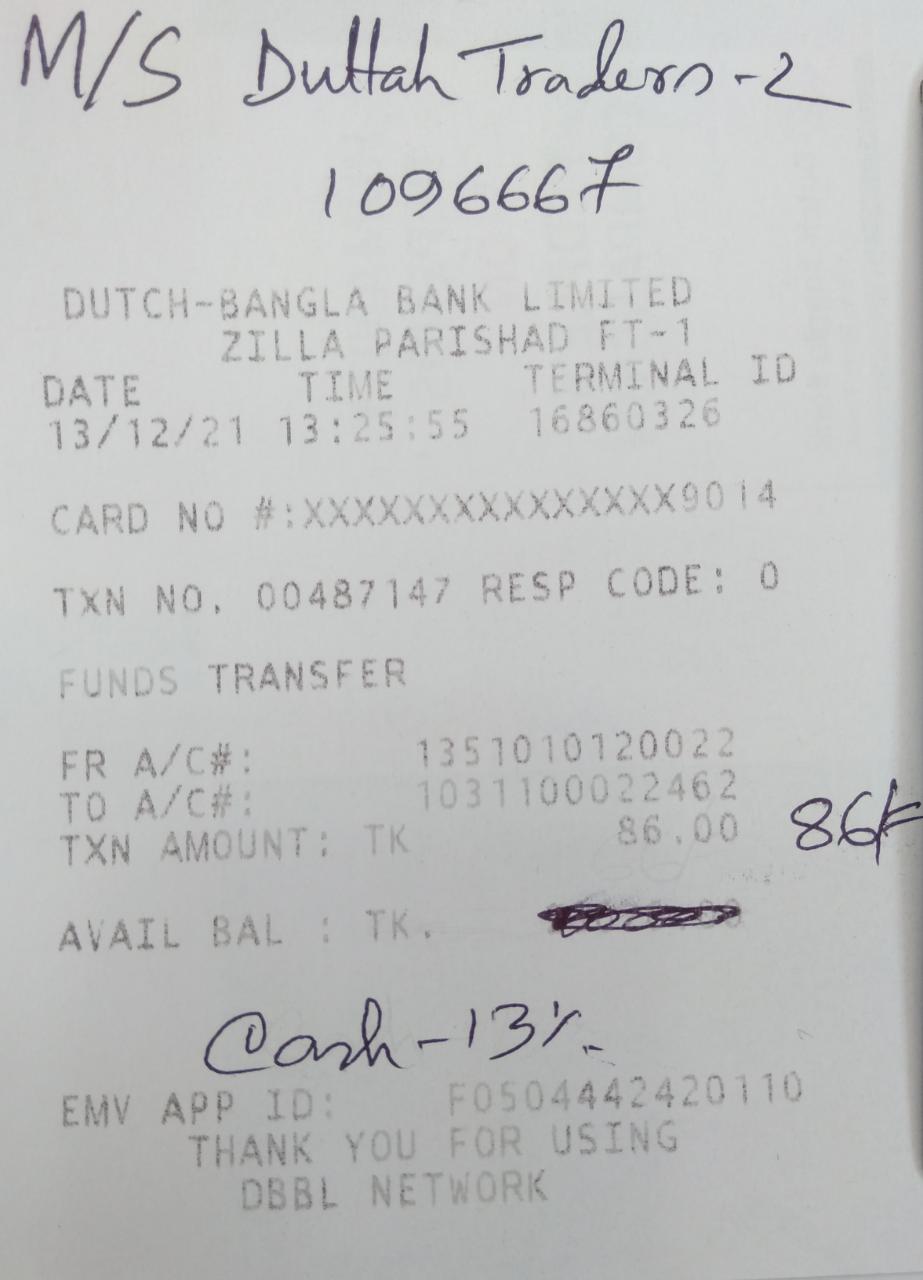 M/S Duttah Traders-2
1096667
DUTCH-BANGLA BANK LIMITED
ZILLA PARISHAD FT-1
DATE TIME TERMINAL ID
13/12/21 13:25:55 16860326
CARD NO #:XXXXXXXXXXXXXXX9014
TXN NO. 00487147 RESP CODE: 0
FUNDS TRANSFER
FR A/C#: 1351010120022
TO A/C#: 1031100022462
TXN AMOUNT: TK 86.00 86/-
AVAIL BAL : TK.
Cash-13%
EMV APP ID: F0504442420110
THANK YOU FOR USING
DBBL NETWORK